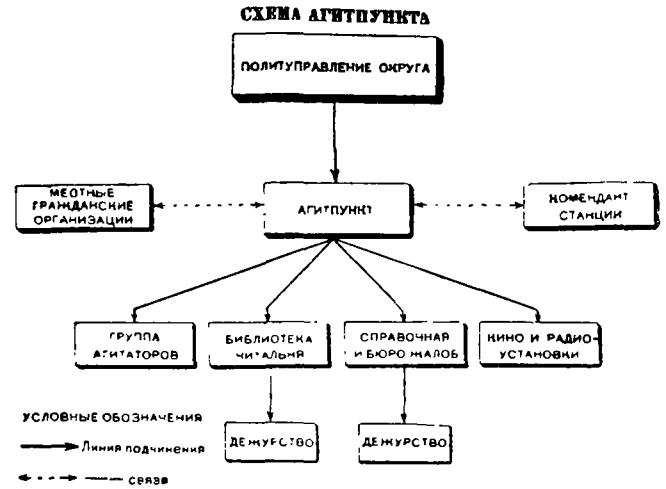 СХЕМА АГИТПУНКТА
ПОЛИТУПРАВЛЕНИЕ ОКРУГА
МЕСТНЫЕ
ГРАЖДАНСКИЕ
ОРГАНИЗАЦИИ
АГИТПУНКТ
КОМЕНДАНТ
СТАНЦИИ
ГРУППА
АГИТАТОРОВ
БИБЛИОТЕКА
ЧИТАЛЬНЯ
СПРАВОЧНАЯ
И БЮРО ЖАЛОБ
КИНО И РАДИО-
УСТАНОВКИ
ДЕЖУРСТВО
ДЕЖУРСТВО
УСЛОВНЫЕ ОБОЗНАЧЕНИЯ
Линия подчинения
связь